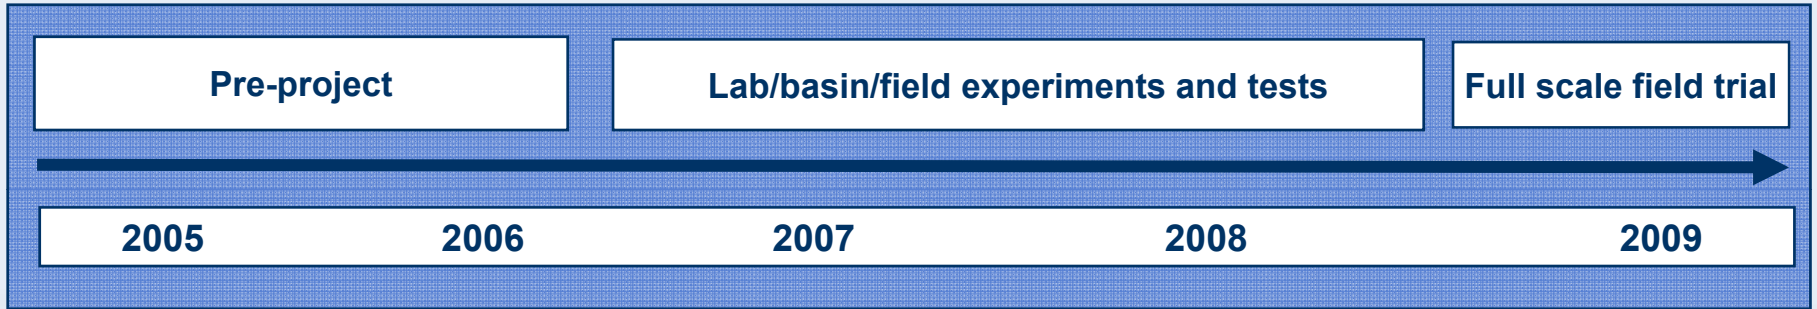 Pre-project
Lab/basin/field experiments and tests
Full scale field trial
2005 2006 2007 2008 2009